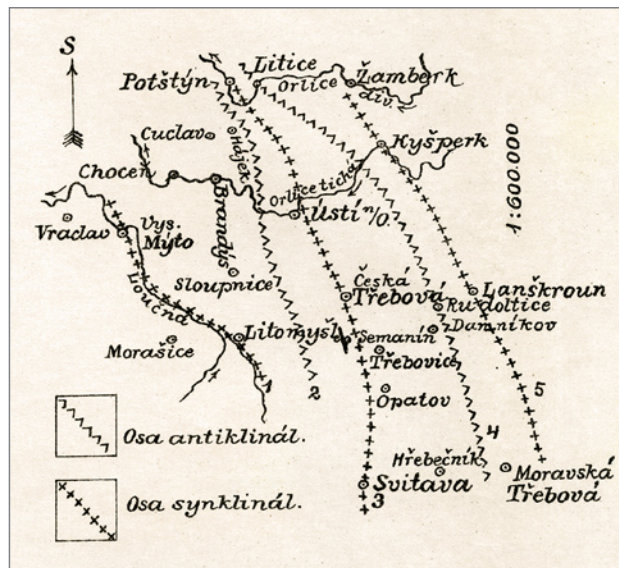 S
Potštýn
Litice
Orlice
div.
Žamberk
Cuclav
Hájek
Kyšperk
1:600.000
Choceň
Orlice tichá
Brandýs
Ústí n/O.
Vraclav
Vys.
Mýto
Loučná
Sloupnice
Česká
Třebová
Lanškroun
Rudoltice
Damníkov
Litomyšl
Semanín
Morašice
Třebovice
1
2
Opatov
5
4
Osa antiklinál.
Hřebečník
Moravská
Třebová
Svitava
3
Osa synklinál.